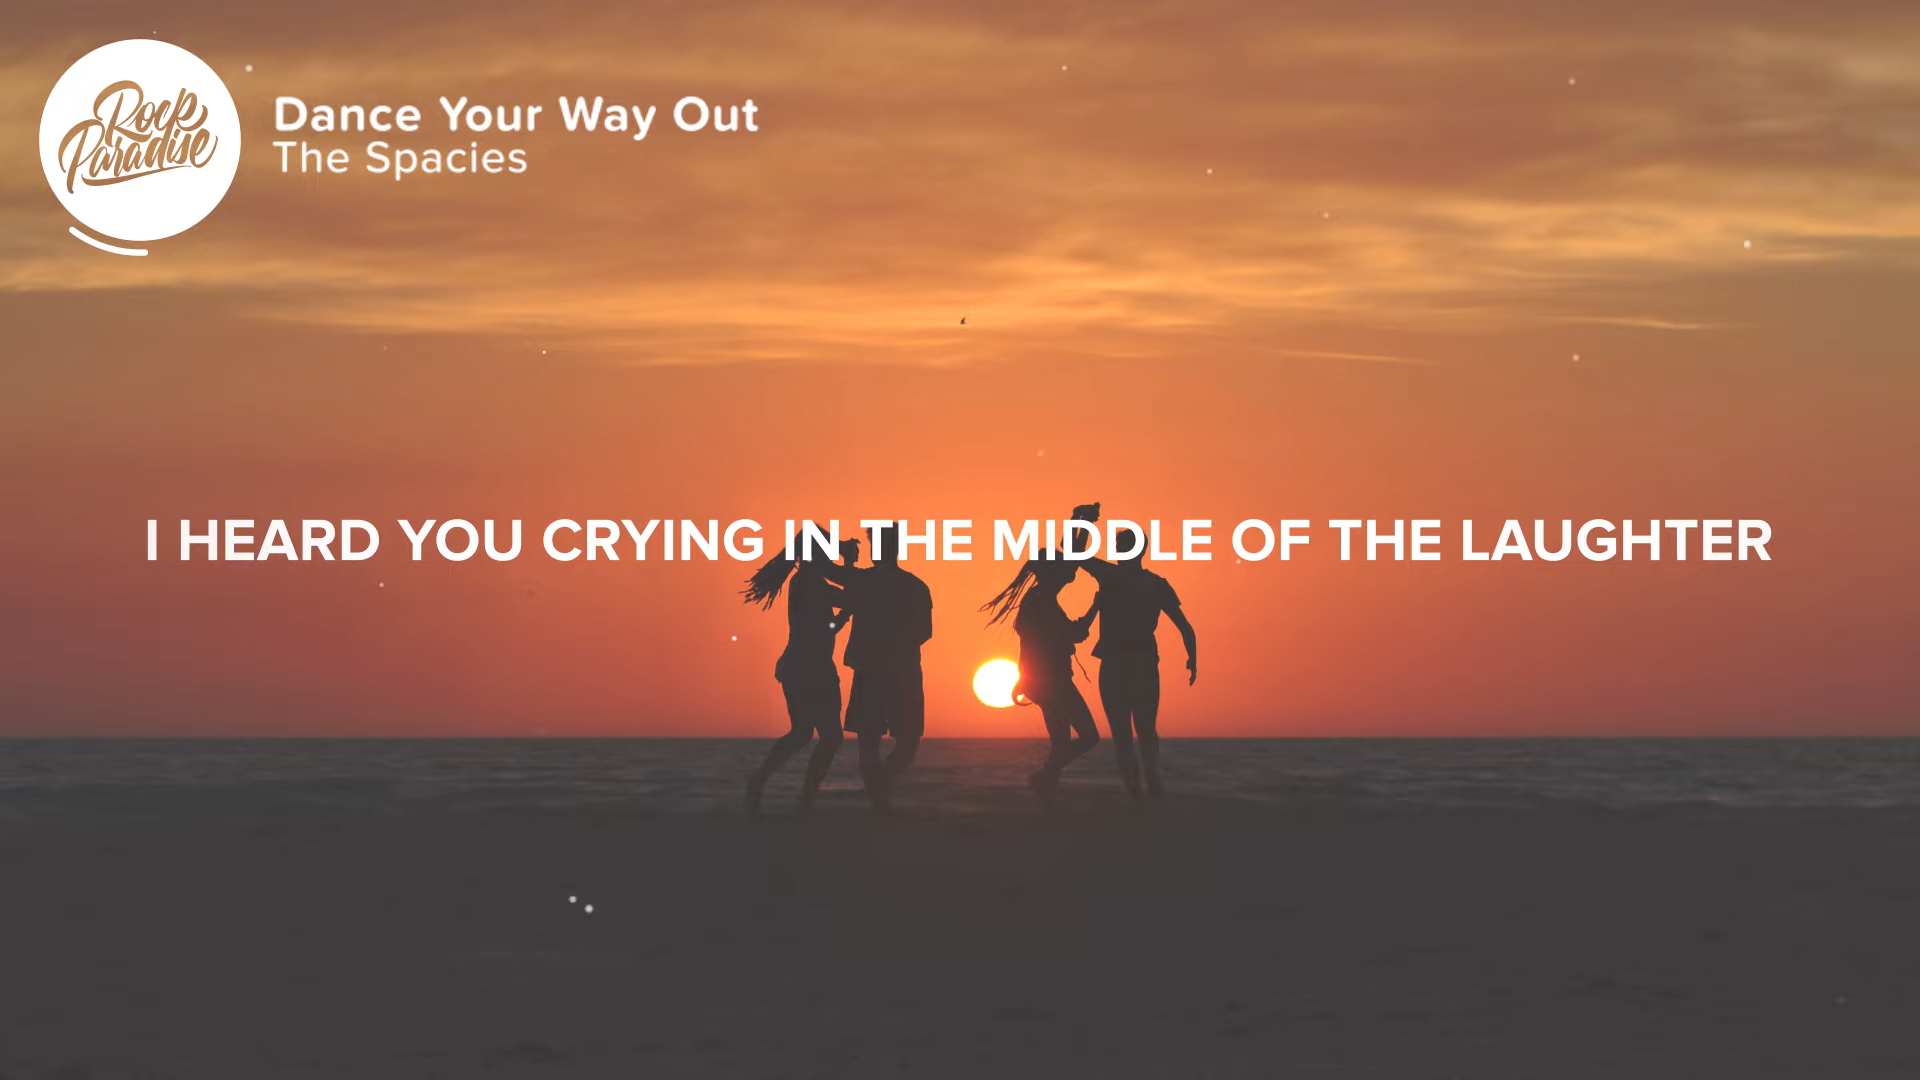 Rock
Paradise
Dance Your Way Out
The Spacies
I HEARD YOU CRYING IN THE MIDDLE OF THE LAUGHTER